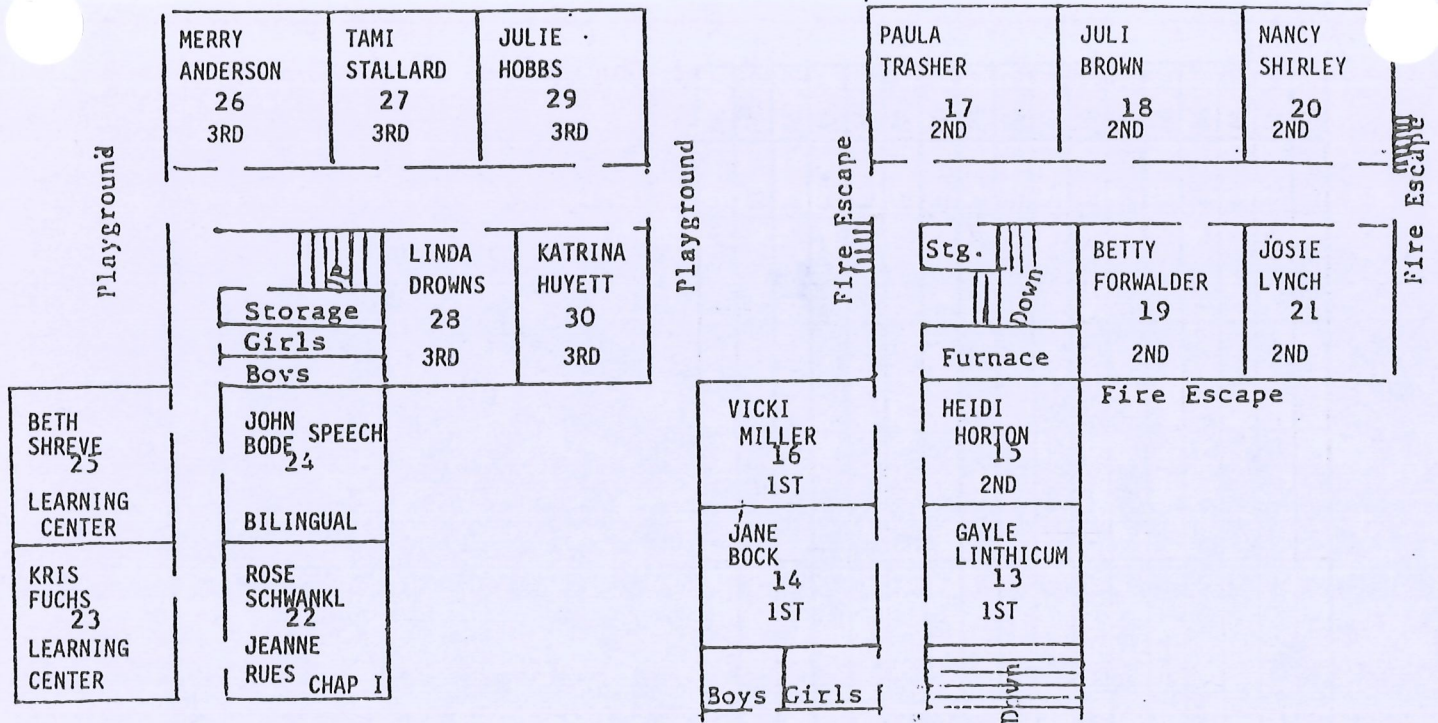 MERRY
ANDERSON
26
3RD
TAMI
STALLARD
27
3RD
JULIE
HOBBS
29
3RD
Playground
UP
Storage
Girls
Boys
LINDA
DROWNS
28
3RD
KATRINA
HUYETT
30
3RD
Playground
BETH
SHREVE
25
LEARNING
CENTER
JOHN
BODE SPEECH
24
BILINGUAL
KRIS
FUCHS
23
LEARNING
CENTER
ROSE
SCHWANKL
22
JEANNE
RUES CHAP I
PAULA
TRASHER
17
2ND
JULI
BROWN
18
2ND
NANCY
SHIRLEY
20
2ND
Fire Escape
Fire Escape
Stg.
Down
Furnace
BETTY
FORWALDER
19
2ND
JOSIE
LYNCH
21
2ND
Fire Escape
VICKI
MILLER
16
1ST
HEIDI
HORTON
15
2ND
JANE
BOCK
14
1ST
GAYLE
LINTHICUM
13
1ST
Boys Girls
Down